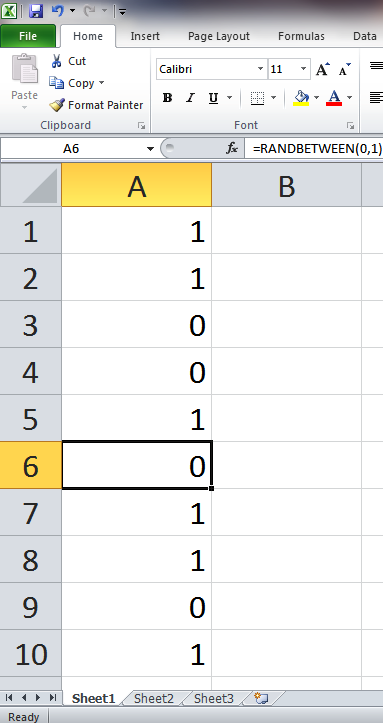 File Home Insert Page Layout Formulas Data
Paste Cut Calibri 11 A A
Copy
Format Painter B I U A
Clipboard Font
A6 fx =RANDBETWEEN(0,1)
A B
1 1
2 1
3 0
4 0
5 1
6 0
7 1
8 1
9 0
10 1
Sheet1 Sheet2 Sheet3
Ready